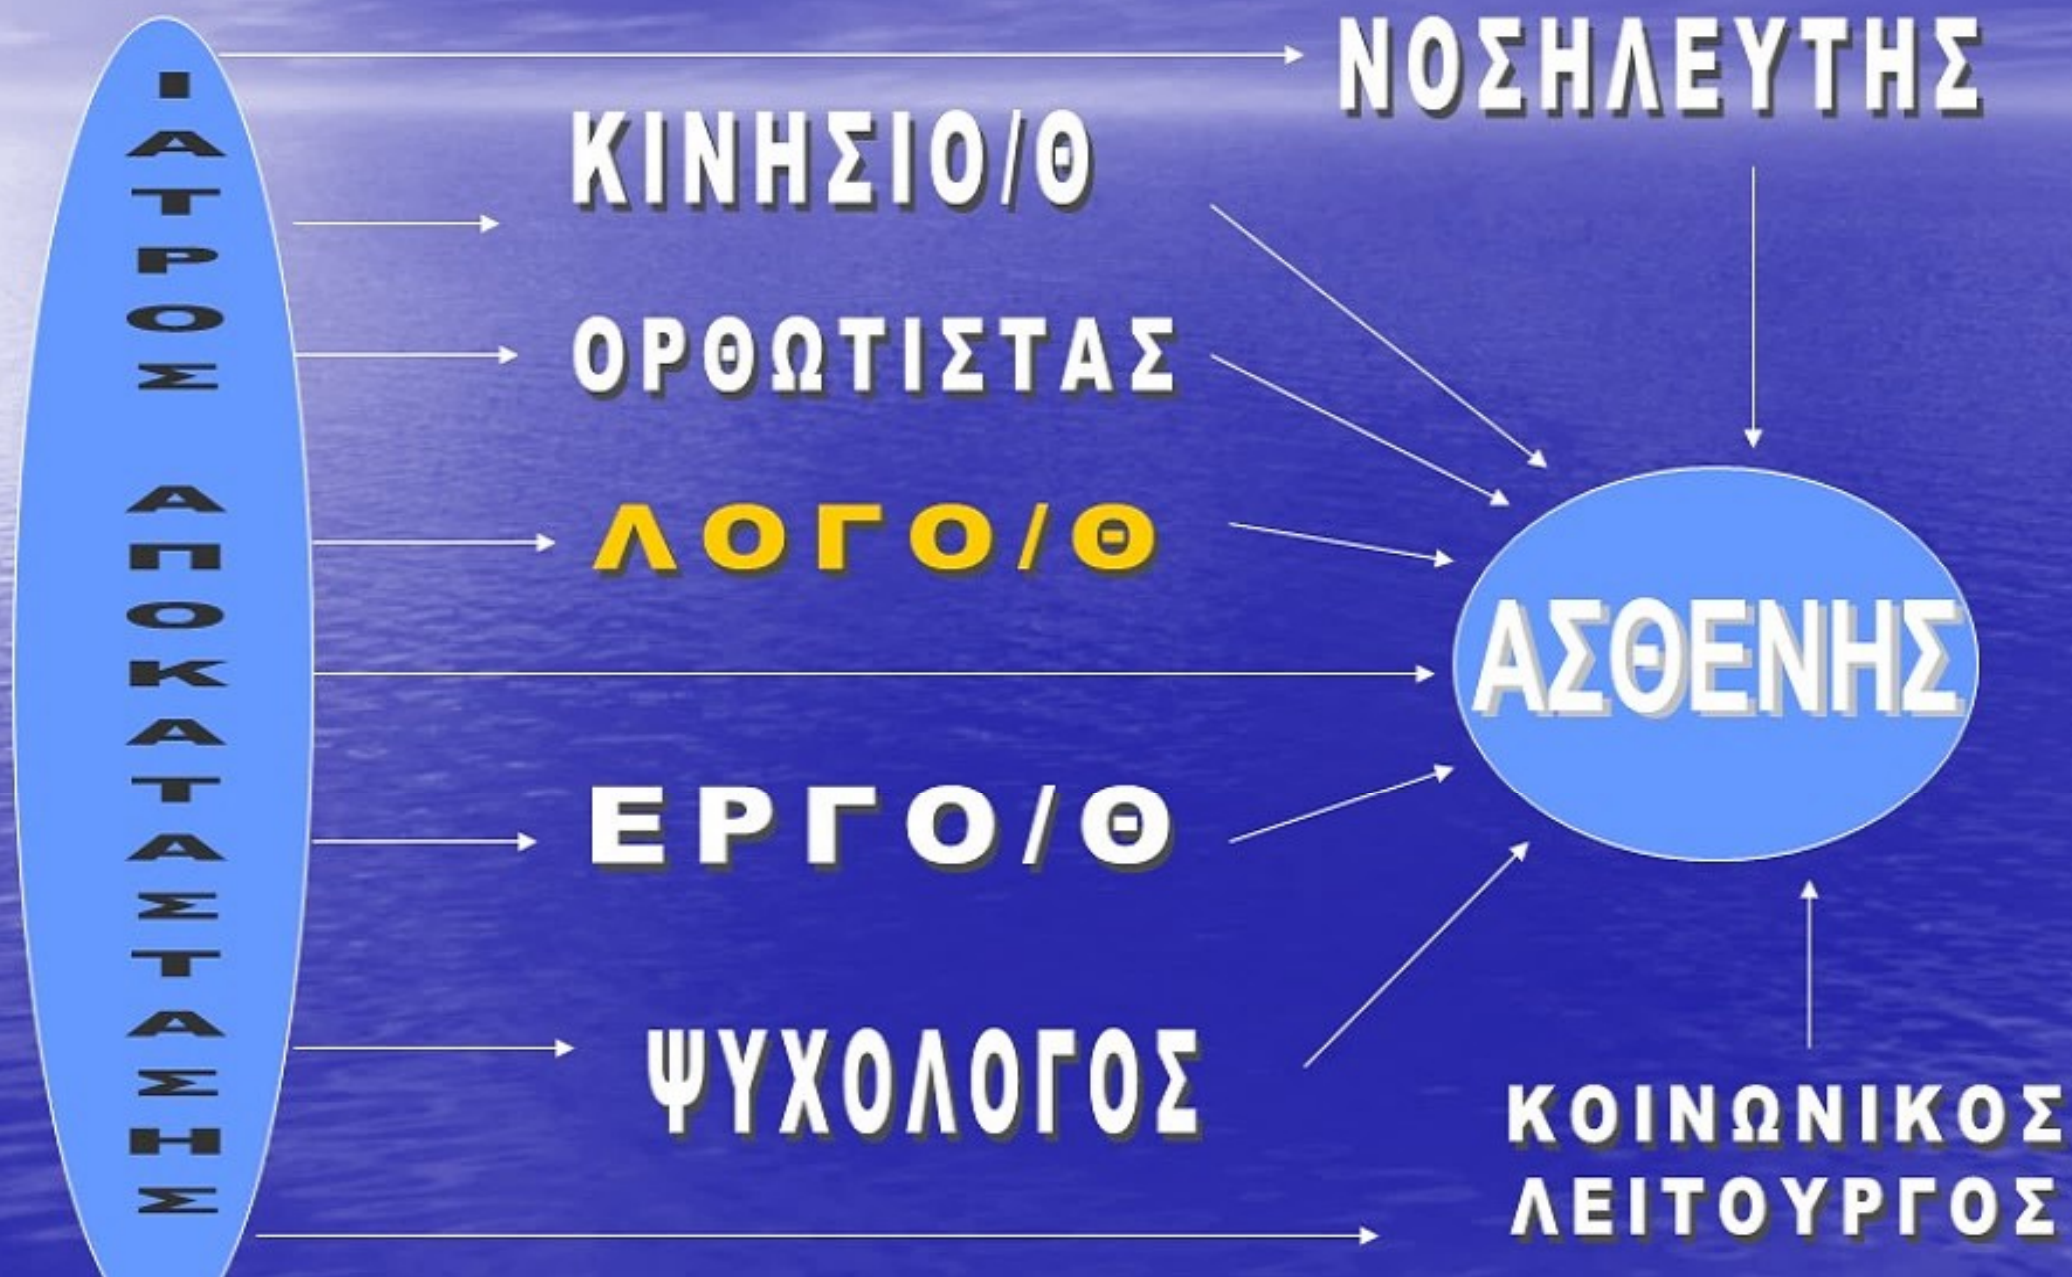 ΙΑΤΡΟΣ ΑΠΟΚΑΤΑΣΤΑΣΗΣ
ΝΟΣΗΛΕΥΤΗΣ
ΚΙΝΗΣΙΟ/Θ
ΟΡΘΩΤΙΣΤΑΣ
ΛΟΓΟ/Θ
ΑΣΘΕΝΗΣ
ΕΡΓΟ/Θ
ΨΥΧΟΛΟΓΟΣ
ΚΟΙΝΩΝΙΚΟΣ
ΛΕΙΤΟΥΡΓΟΣ